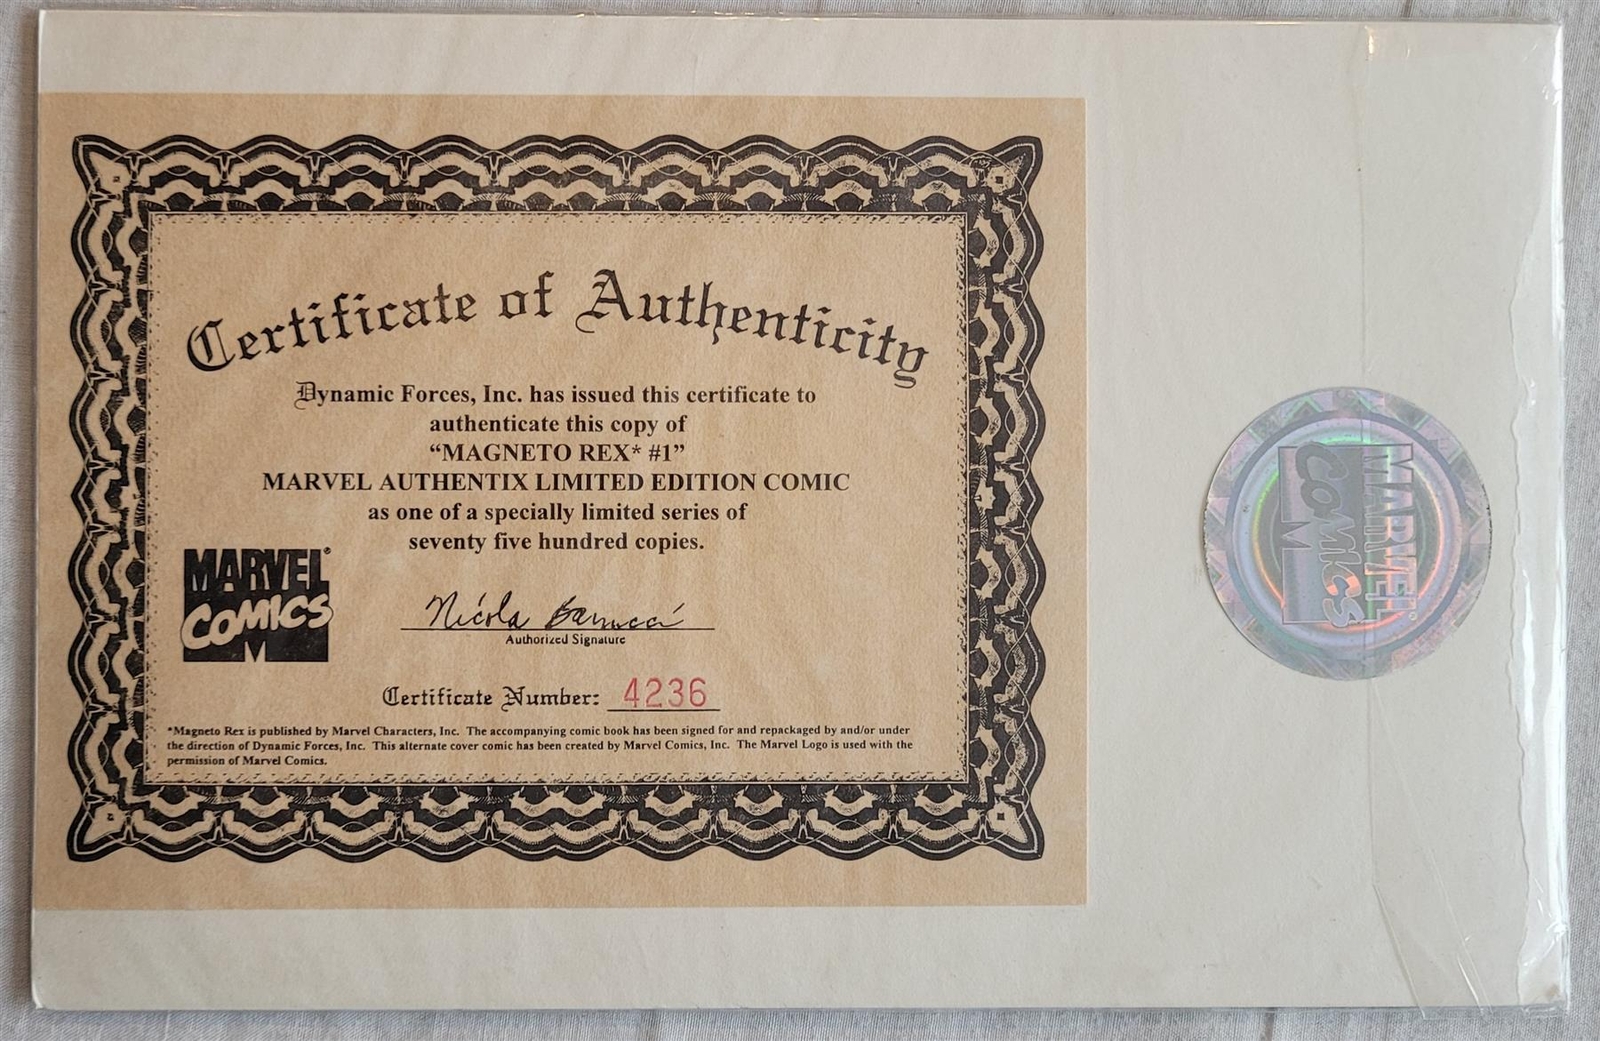 Certificate of Authenticity
Dynamic Forces, Inc. has issued this certificate to
authenticate this copy of
“MAGNETO REX* #1”
MARVEL AUTHENTIX LIMITED EDITION COMIC
as one of a specially limited series of
seventy five hundred copies.
MARVEL®
COMICS
M
Nicola Barrucci
Authorized Signature
Certificate Number: 4236
*Magneto Rex is published by Marvel Characters, Inc. The accompanying comic book has been signed for and repackaged by and/or under
the direction of Dynamic Forces, Inc. This alternate cover comic has been created by Marvel Comics, Inc. The Marvel Logo is used with the
permission of Marvel Comics.
MARVEL®
COMICS
M